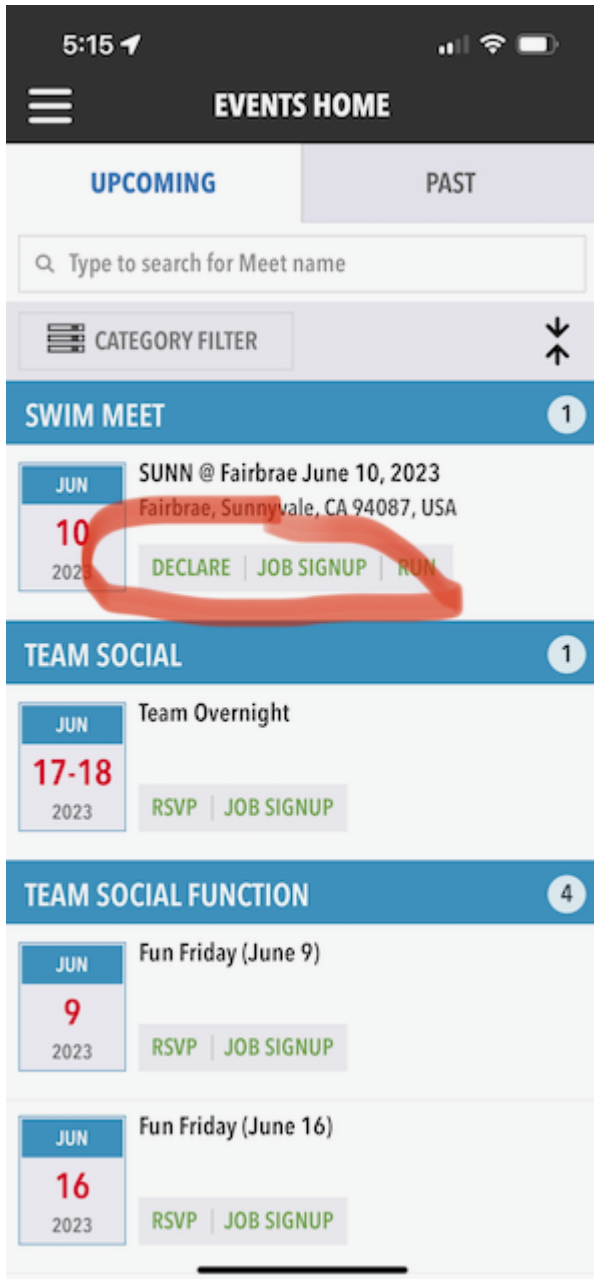 5:15
EVENTS HOME
UPCOMING PAST
Type to search for Meet name
CATEGORY FILTER
SWIM MEET 1
JUN
10
2023
SUNN @ Fairbrae June 10, 2023
Fairbrae, Sunnyvale, CA 94087, USA
DECLARE | JOB SIGNUP | RUN
TEAM SOCIAL 1
JUN
17-18
2023
Team Overnight
RSVP | JOB SIGNUP
TEAM SOCIAL FUNCTION 4
JUN
9
2023
Fun Friday (June 9)
RSVP | JOB SIGNUP
JUN
16
2023
Fun Friday (June 16)
RSVP | JOB SIGNUP